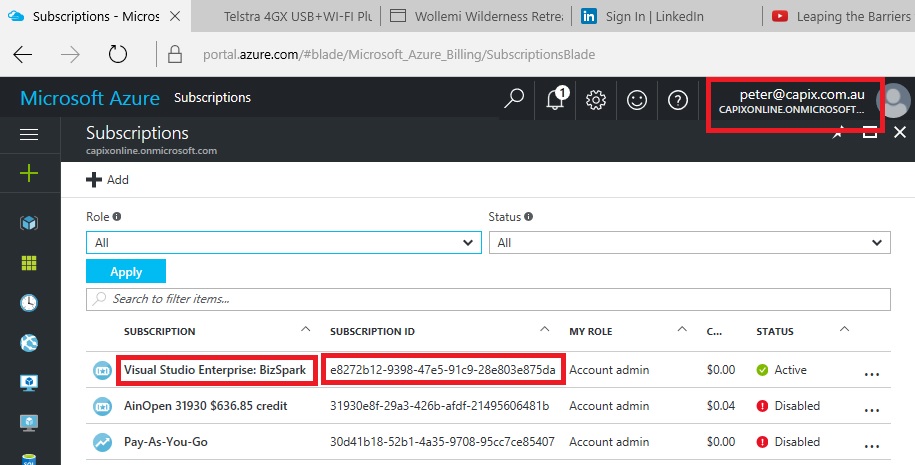 Subscriptions - Micros
Telstra 4GX USB+WI-FI Plu
Wollemi Wilderness Retrea
Sign In | LinkedIn
Leaping the Barriers
portal.azure.com/#blade/Microsoft_Azure_Billing/SubscriptionsBlade
Microsoft Azure Subscriptions
1
peter@capix.com.au
CAPIXONLINE.ONMICROSOFT...
Subscriptions
capixonline.onmicrosoft.com
Add
Role Status
All All
Apply
Search to filter items...
SUBSCRIPTION SUBSCRIPTION ID MY ROLE C... STATUS
Visual Studio Enterprise: BizSpark e8272b12-9398-47e5-91c9-28e803e875da Account admin $0.00 Active ...
AinOpen 31930 $636.85 credit 31930e8f-29a3-426b-afdf-21495606481b Account admin $0.04 Disabled ...
Pay-As-You-Go 30d41b18-52b1-4a35-9708-95cc7ce85407 Account admin $0.00 Disabled ...
SQL